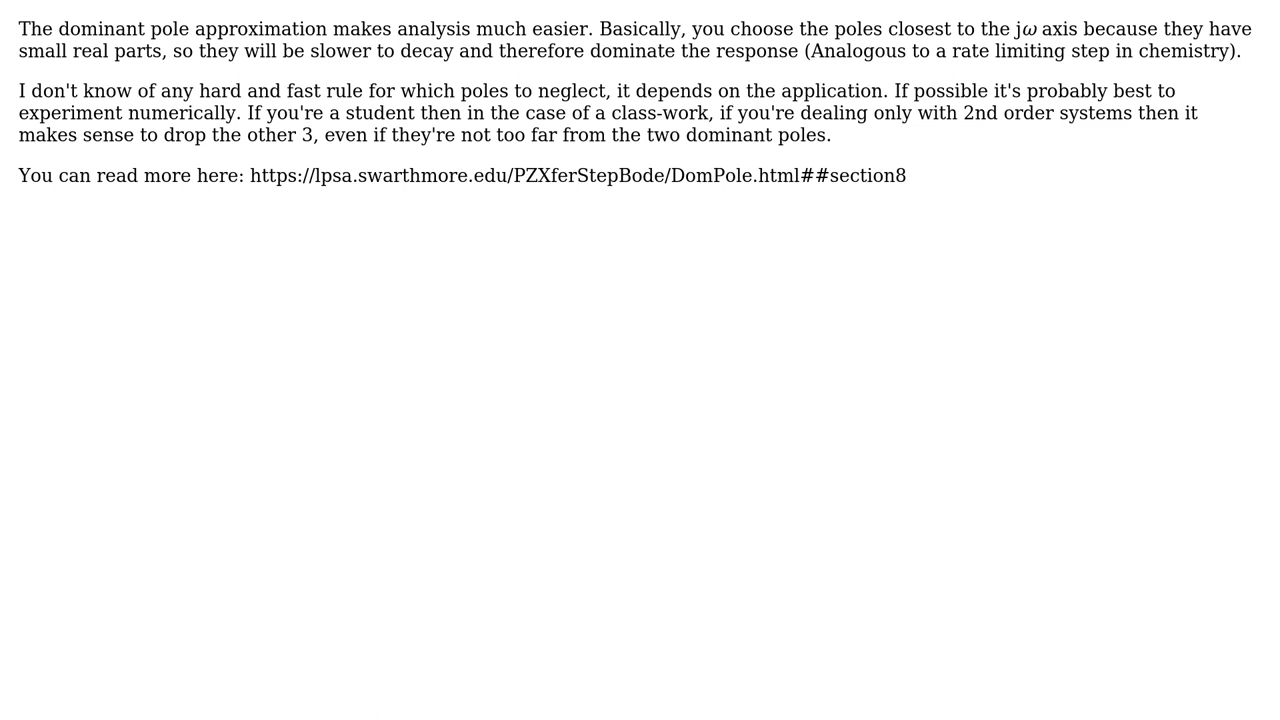 The dominant pole approximation makes analysis much easier. Basically, you choose the poles closest to the jω axis because they have
small real parts, so they will be slower to decay and therefore dominate the response (Analogous to a rate limiting step in chemistry).
I don't know of any hard and fast rule for which poles to neglect, it depends on the application. If possible it's probably best to
experiment numerically. If you're a student then in the case of a class-work, if you're dealing only with 2nd order systems then it
makes sense to drop the other 3, even if they're not too far from the two dominant poles.
You can read more here: https://lpsa.swarthmore.edu/PZXferStepBode/DomPole.html##section8